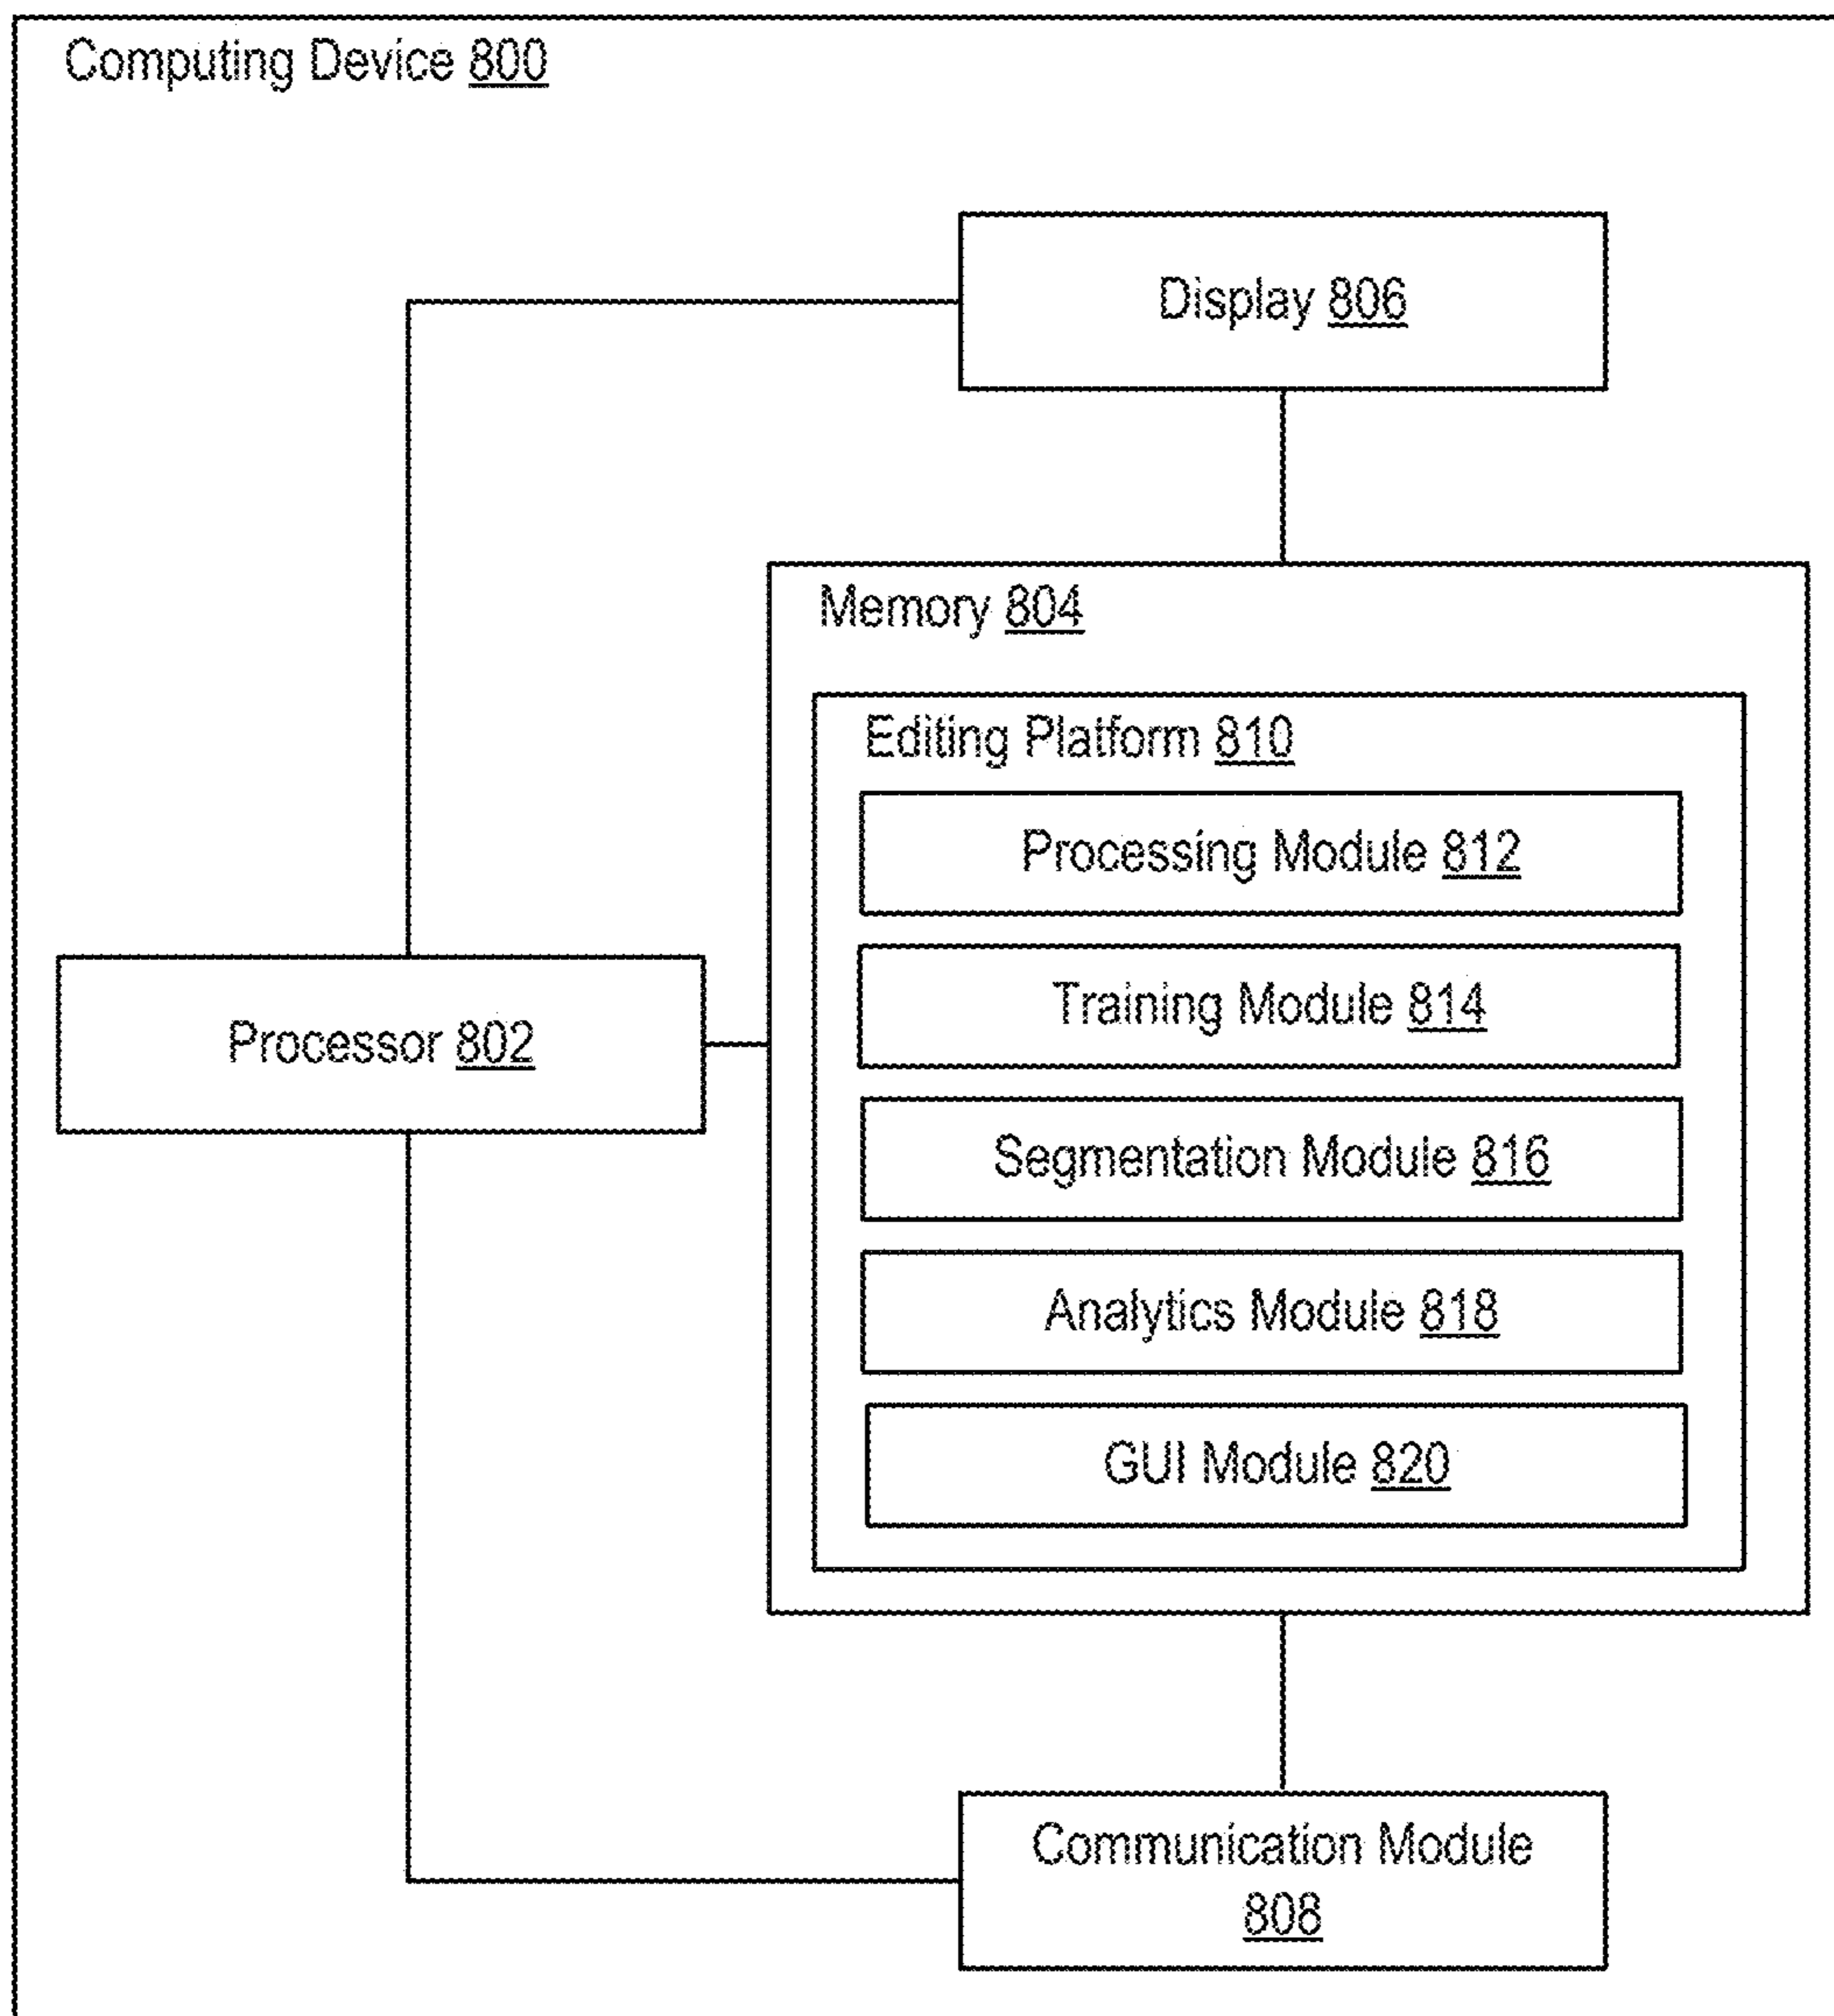 Computing Device 800
Display 806
Memory 804
Editing Platform 810
Processing Module 812
Training Module 814
Processor 802
Segmentation Module 816
Analytics Module 818
GUI Module 820
Communication Module
808